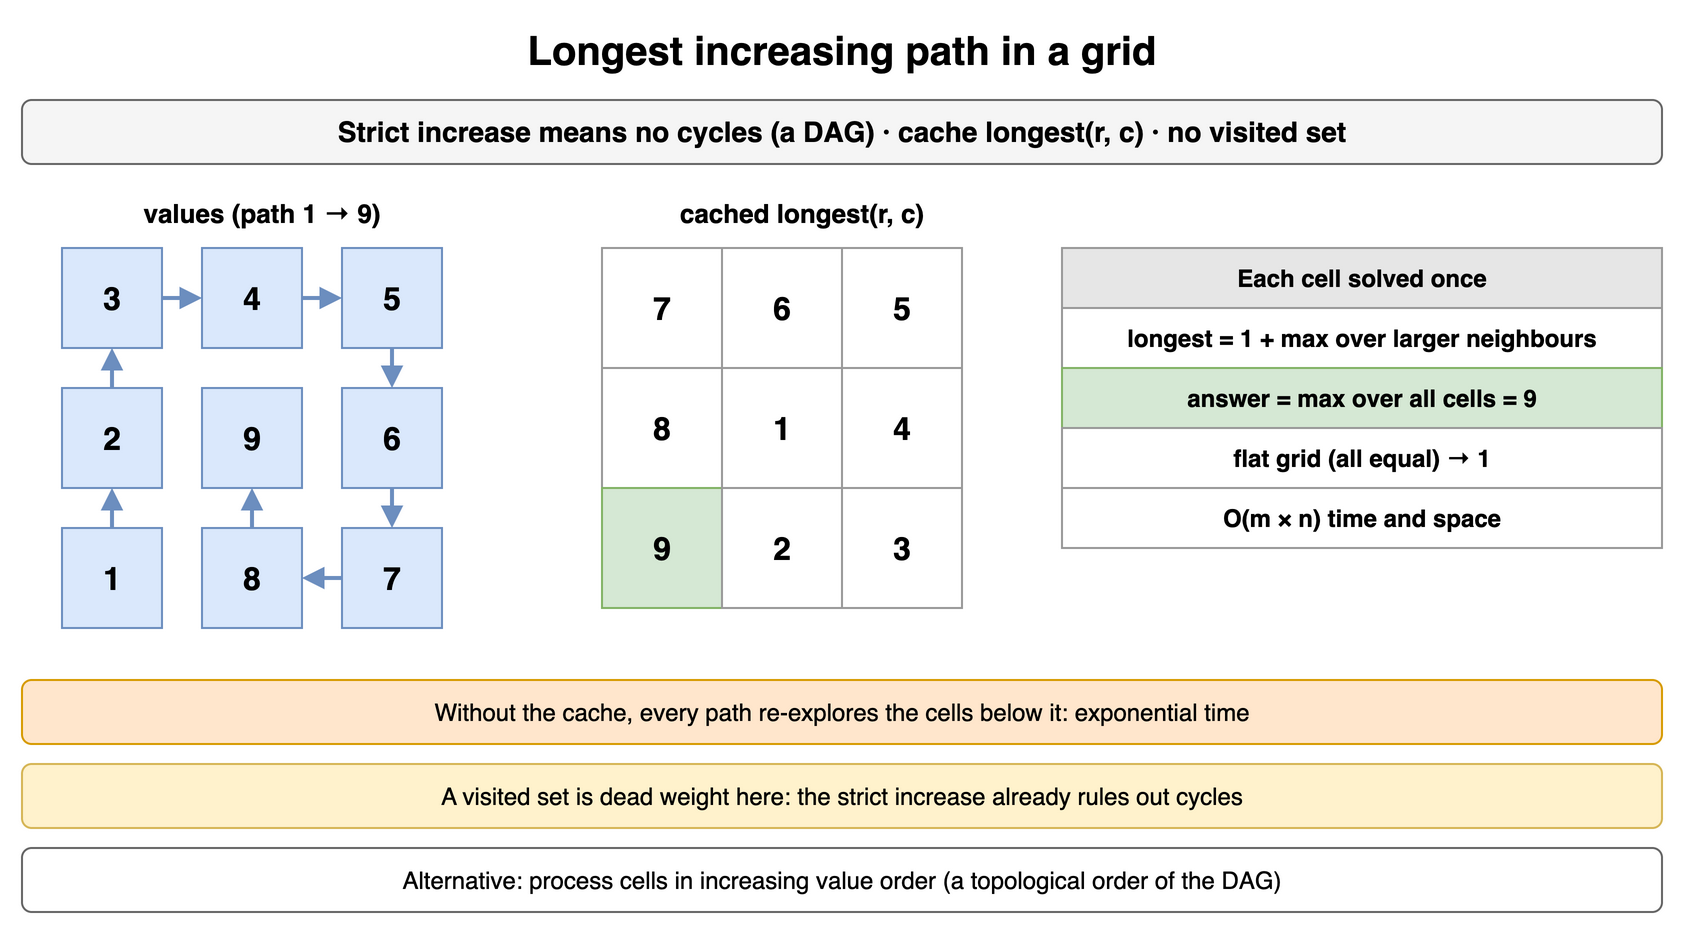 Longest increasing path in a grid
Strict increase means no cycles (a DAG) · cache longest(r, c) · no visited set
values (path 1 → 9)
3 4 5
2 9 6
1 8 7
cached longest(r, c)
7 6 5
8 1 4
9 2 3
Each cell solved once
longest = 1 + max over larger neighbours
answer = max over all cells = 9
flat grid (all equal) → 1
O(m × n) time and space
Without the cache, every path re-explores the cells below it: exponential time
A visited set is dead weight here: the strict increase already rules out cycles
Alternative: process cells in increasing value order (a topological order of the DAG)